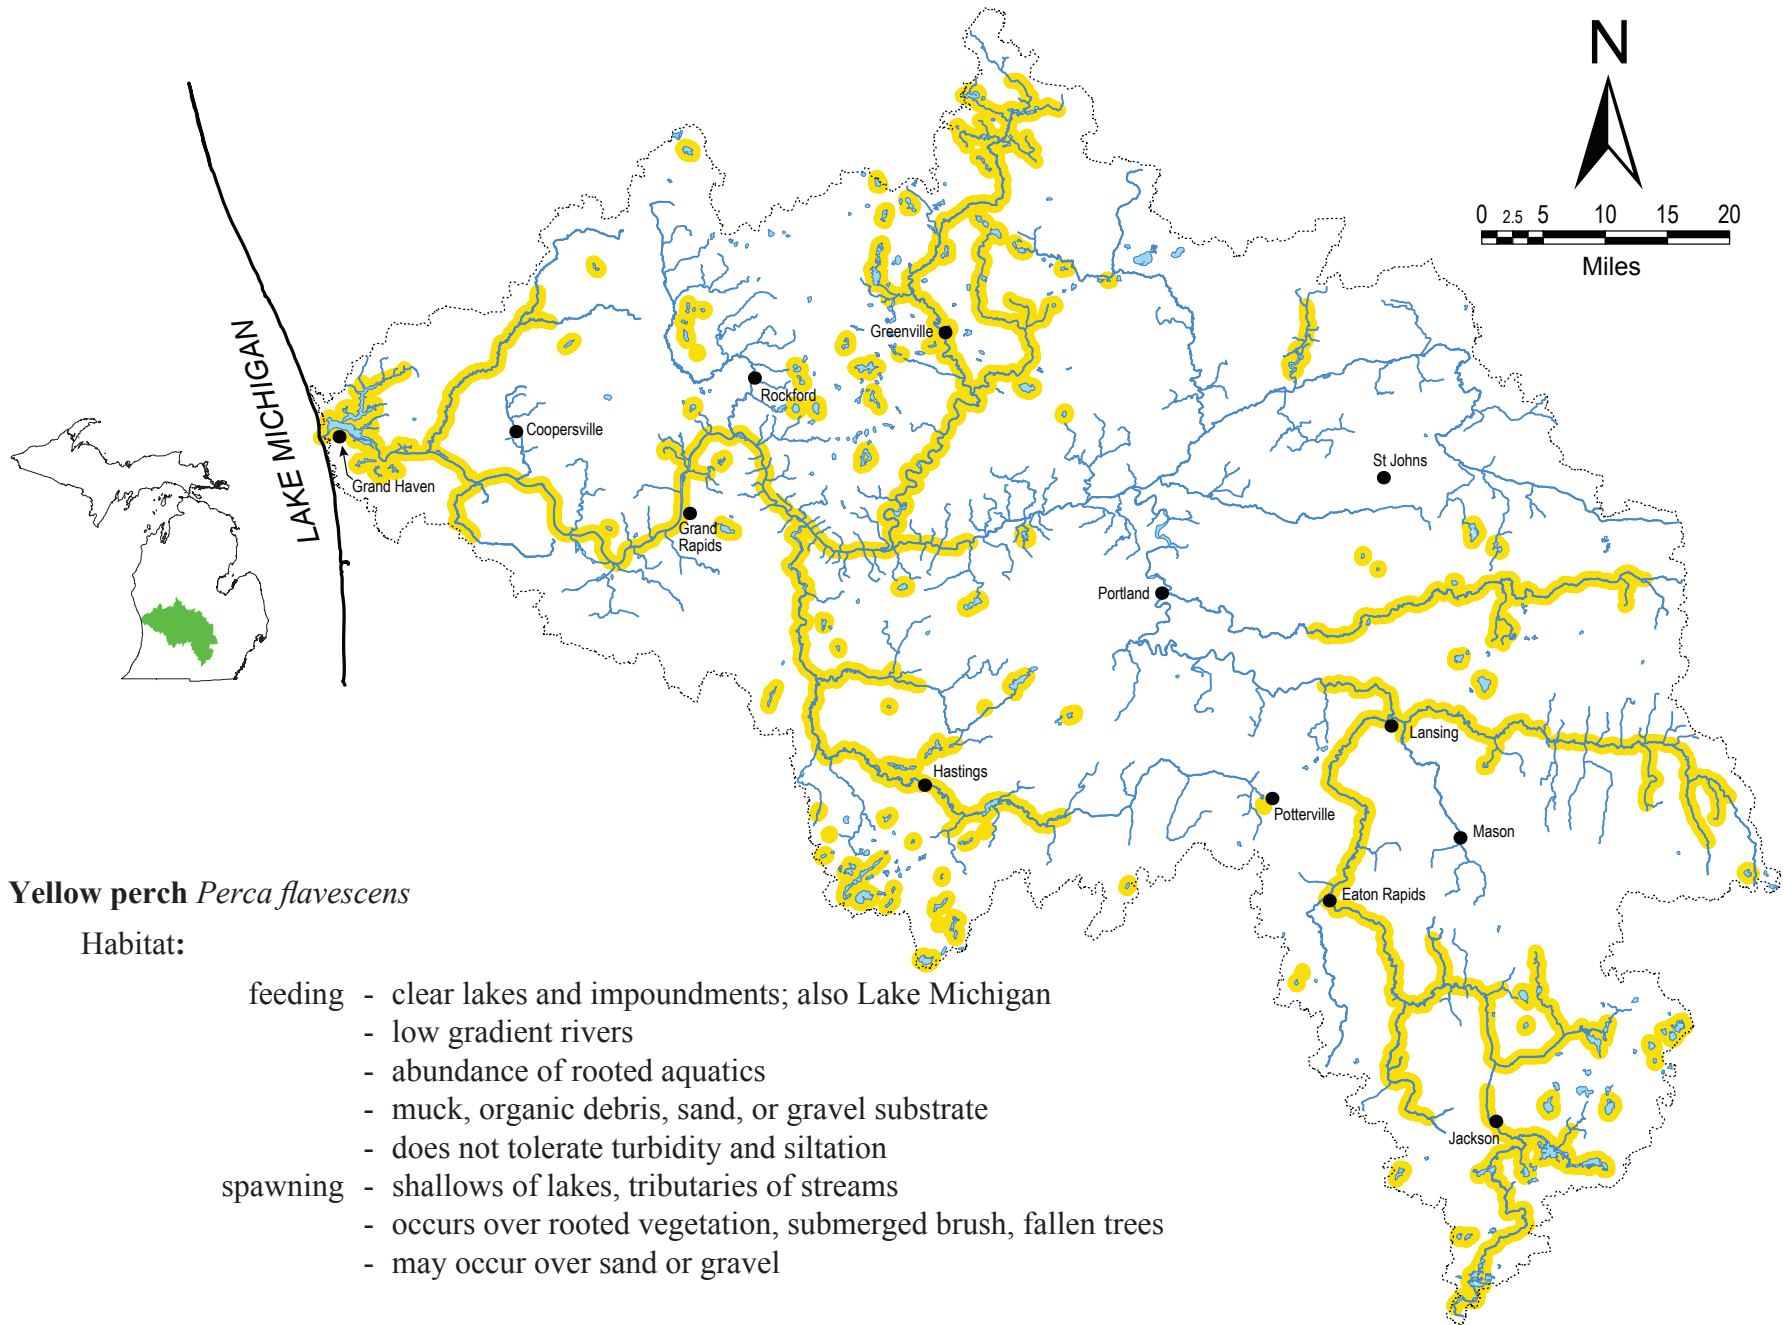 N
0 2.5 5 10 15 20
Miles
LAKE MICHIGAN
Greenville
Rockford
Coopersville
Grand Haven
Grand
Rapids
St Johns
Portland
Lansing
Hastings
Potterville
Mason
Eaton Rapids
Jackson
Yellow perch Perca flavescens
Habitat:
feeding - clear lakes and impoundments; also Lake Michigan
- low gradient rivers
- abundance of rooted aquatics
- muck, organic debris, sand, or gravel substrate
- does not tolerate turbidity and siltation
spawning - shallows of lakes, tributaries of streams
- occurs over rooted vegetation, submerged brush, fallen trees
- may occur over sand or gravel